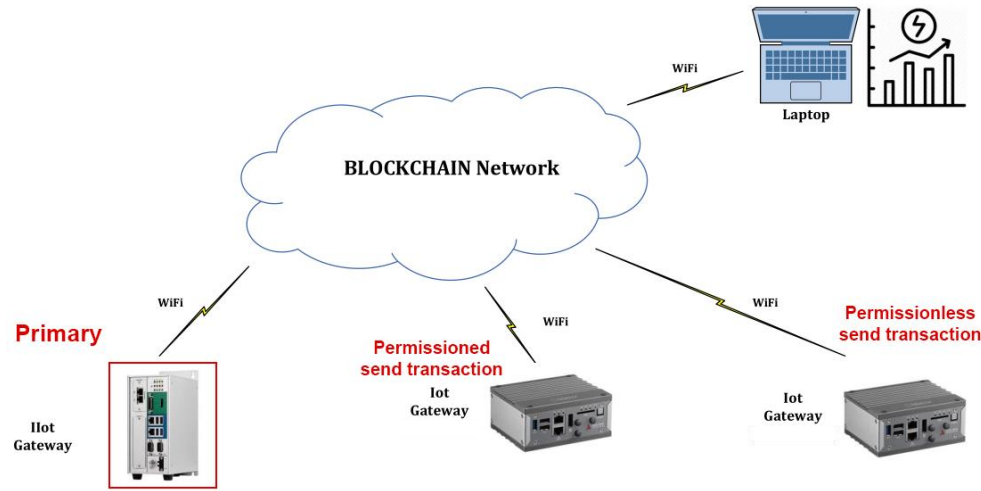 WiFi
Laptop
BLOCKCHAIN Network
WiFi
WiFi
WiFi
Primary
Permissioned
send transaction
Permissionless
send transaction
IIot
Gateway
Iot
Gateway
Iot
Gateway